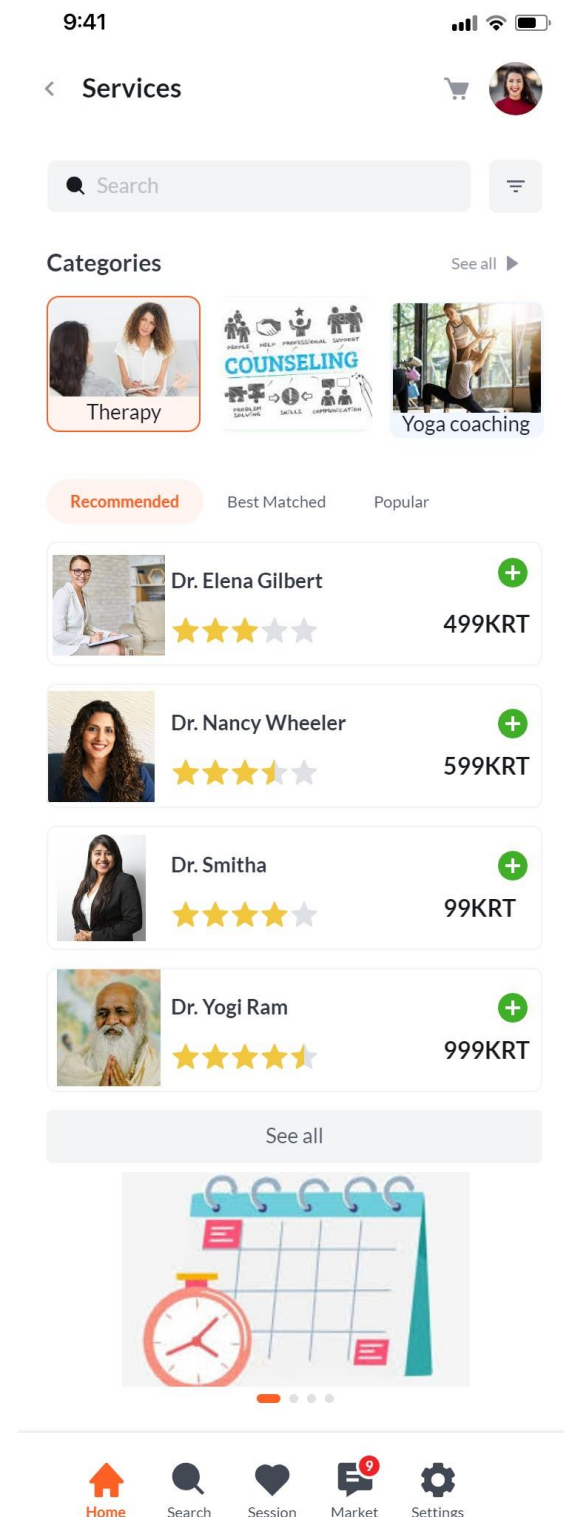 9:41
Services
Search
Categories
See all
Therapy
PEOPLE HELP PROFESSIONAL SUPPORT
COUNSELING
PROBLEM SOLVING SKILLS COMMUNICATION
Yoga coaching
Recommended Best Matched Popular
Dr. Elena Gilbert
499KRT
Dr. Nancy Wheeler
599KRT
Dr. Smitha
99KRT
Dr. Yogi Ram
999KRT
See all
9
Home Search Session Market Settings